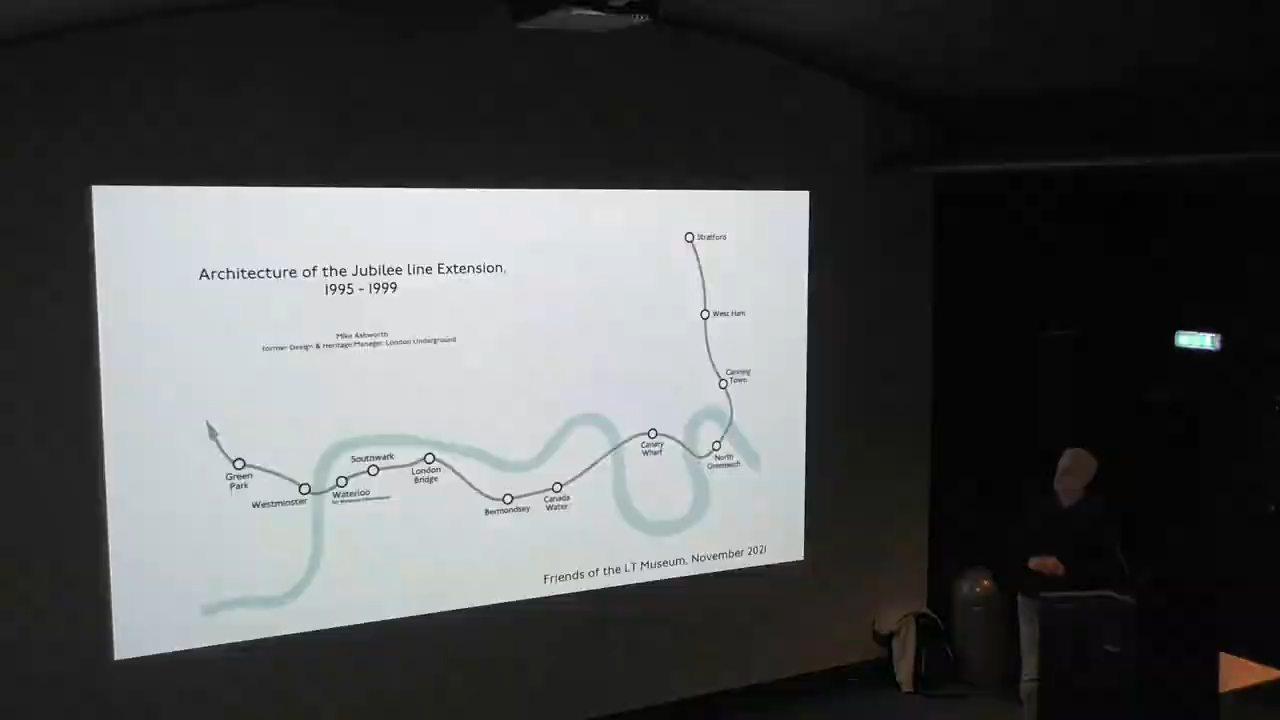 Architecture of the Jubilee line Extension,
1995 - 1999
Mike Ashworth
former Design & Heritage Manager, London Underground
Stratford
West Ham
Canning
Town
North
Greenwich
Canary
Wharf
Canada
Water
Bermondsey
London
Bridge
Southwark
Waterloo
Westminster
Green
Park
Friends of the LT Museum, November 2021